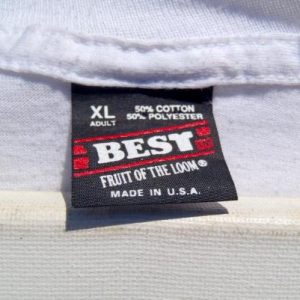 XL
ADULT
50% COTTON
50% POLYESTER
BEST
FRUIT OF THE LOOM®
MADE IN U.S.A.